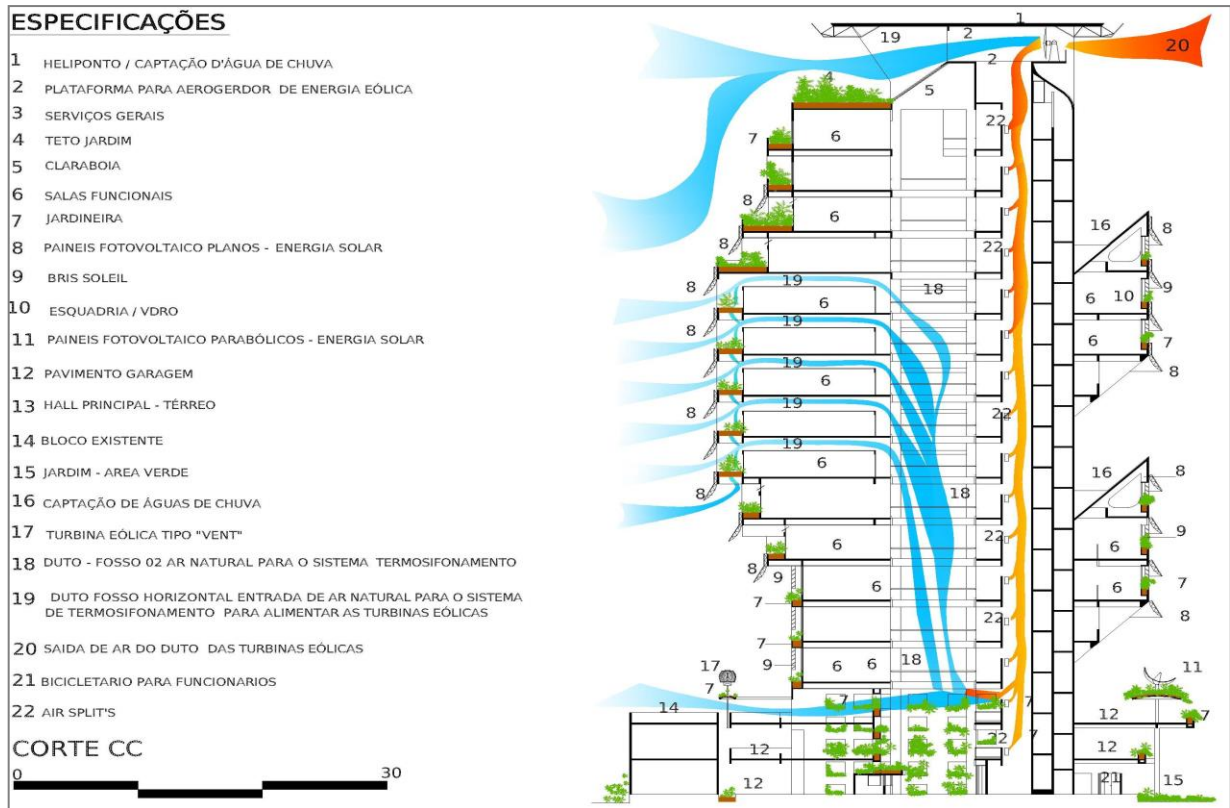 ESPECIFICAÇÕES
1 HELIPONTO / CAPTAÇÃO D'ÁGUA DE CHUVA
2 PLATAFORMA PARA AEROGERDOR DE ENERGIA EÓLICA
3 SERVIÇOS GERAIS
4 TETO JARDIM
5 CLARABOIA
6 SALAS FUNCIONAIS
7 JARDINEIRA
8 PAINEIS FOTOVOLTAICO PLANOS - ENERGIA SOLAR
9 BRIS SOLEIL
10 ESQUADRIA / VDRO
11 PAINEIS FOTOVOLTAICO PARABÓLICOS - ENERGIA SOLAR
12 PAVIMENTO GARAGEM
13 HALL PRINCIPAL - TÉRREO
14 BLOCO EXISTENTE
15 JARDIM - AREA VERDE
16 CAPTAÇÃO DE ÁGUAS DE CHUVA
17 TURBINA EÓLICA TIPO "VENT"
18 DUTO - FOSSO 02 AR NATURAL PARA O SISTEMA TERMOSIFONAMENTO
19 DUTO FOSSO HORIZONTAL ENTRADA DE AR NATURAL PARA O SISTEMA
DE TERMOSIFONAMENTO PARA ALIMENTAR AS TURBINAS EÓLICAS
20 SAIDA DE AR DO DUTO DAS TURBINAS EÓLICAS
21 BICICLETARIO PARA FUNCIONARIOS
22 AIR SPLIT'S
CORTE CC
0 30
1
19 2 20
2
4 5
22
7 6
8 6 16 8
22
8
19 18 9
8 6 6 10
19
8 6 6 7
19 8
6
19 22
8 6
19
6 16 8
8 18
9
6 22 6
8 9 7
7 6 6
22 8
7
9 6 6 18
17 11
7 7 7
14 12 7
22 7
12 12
12 21 15